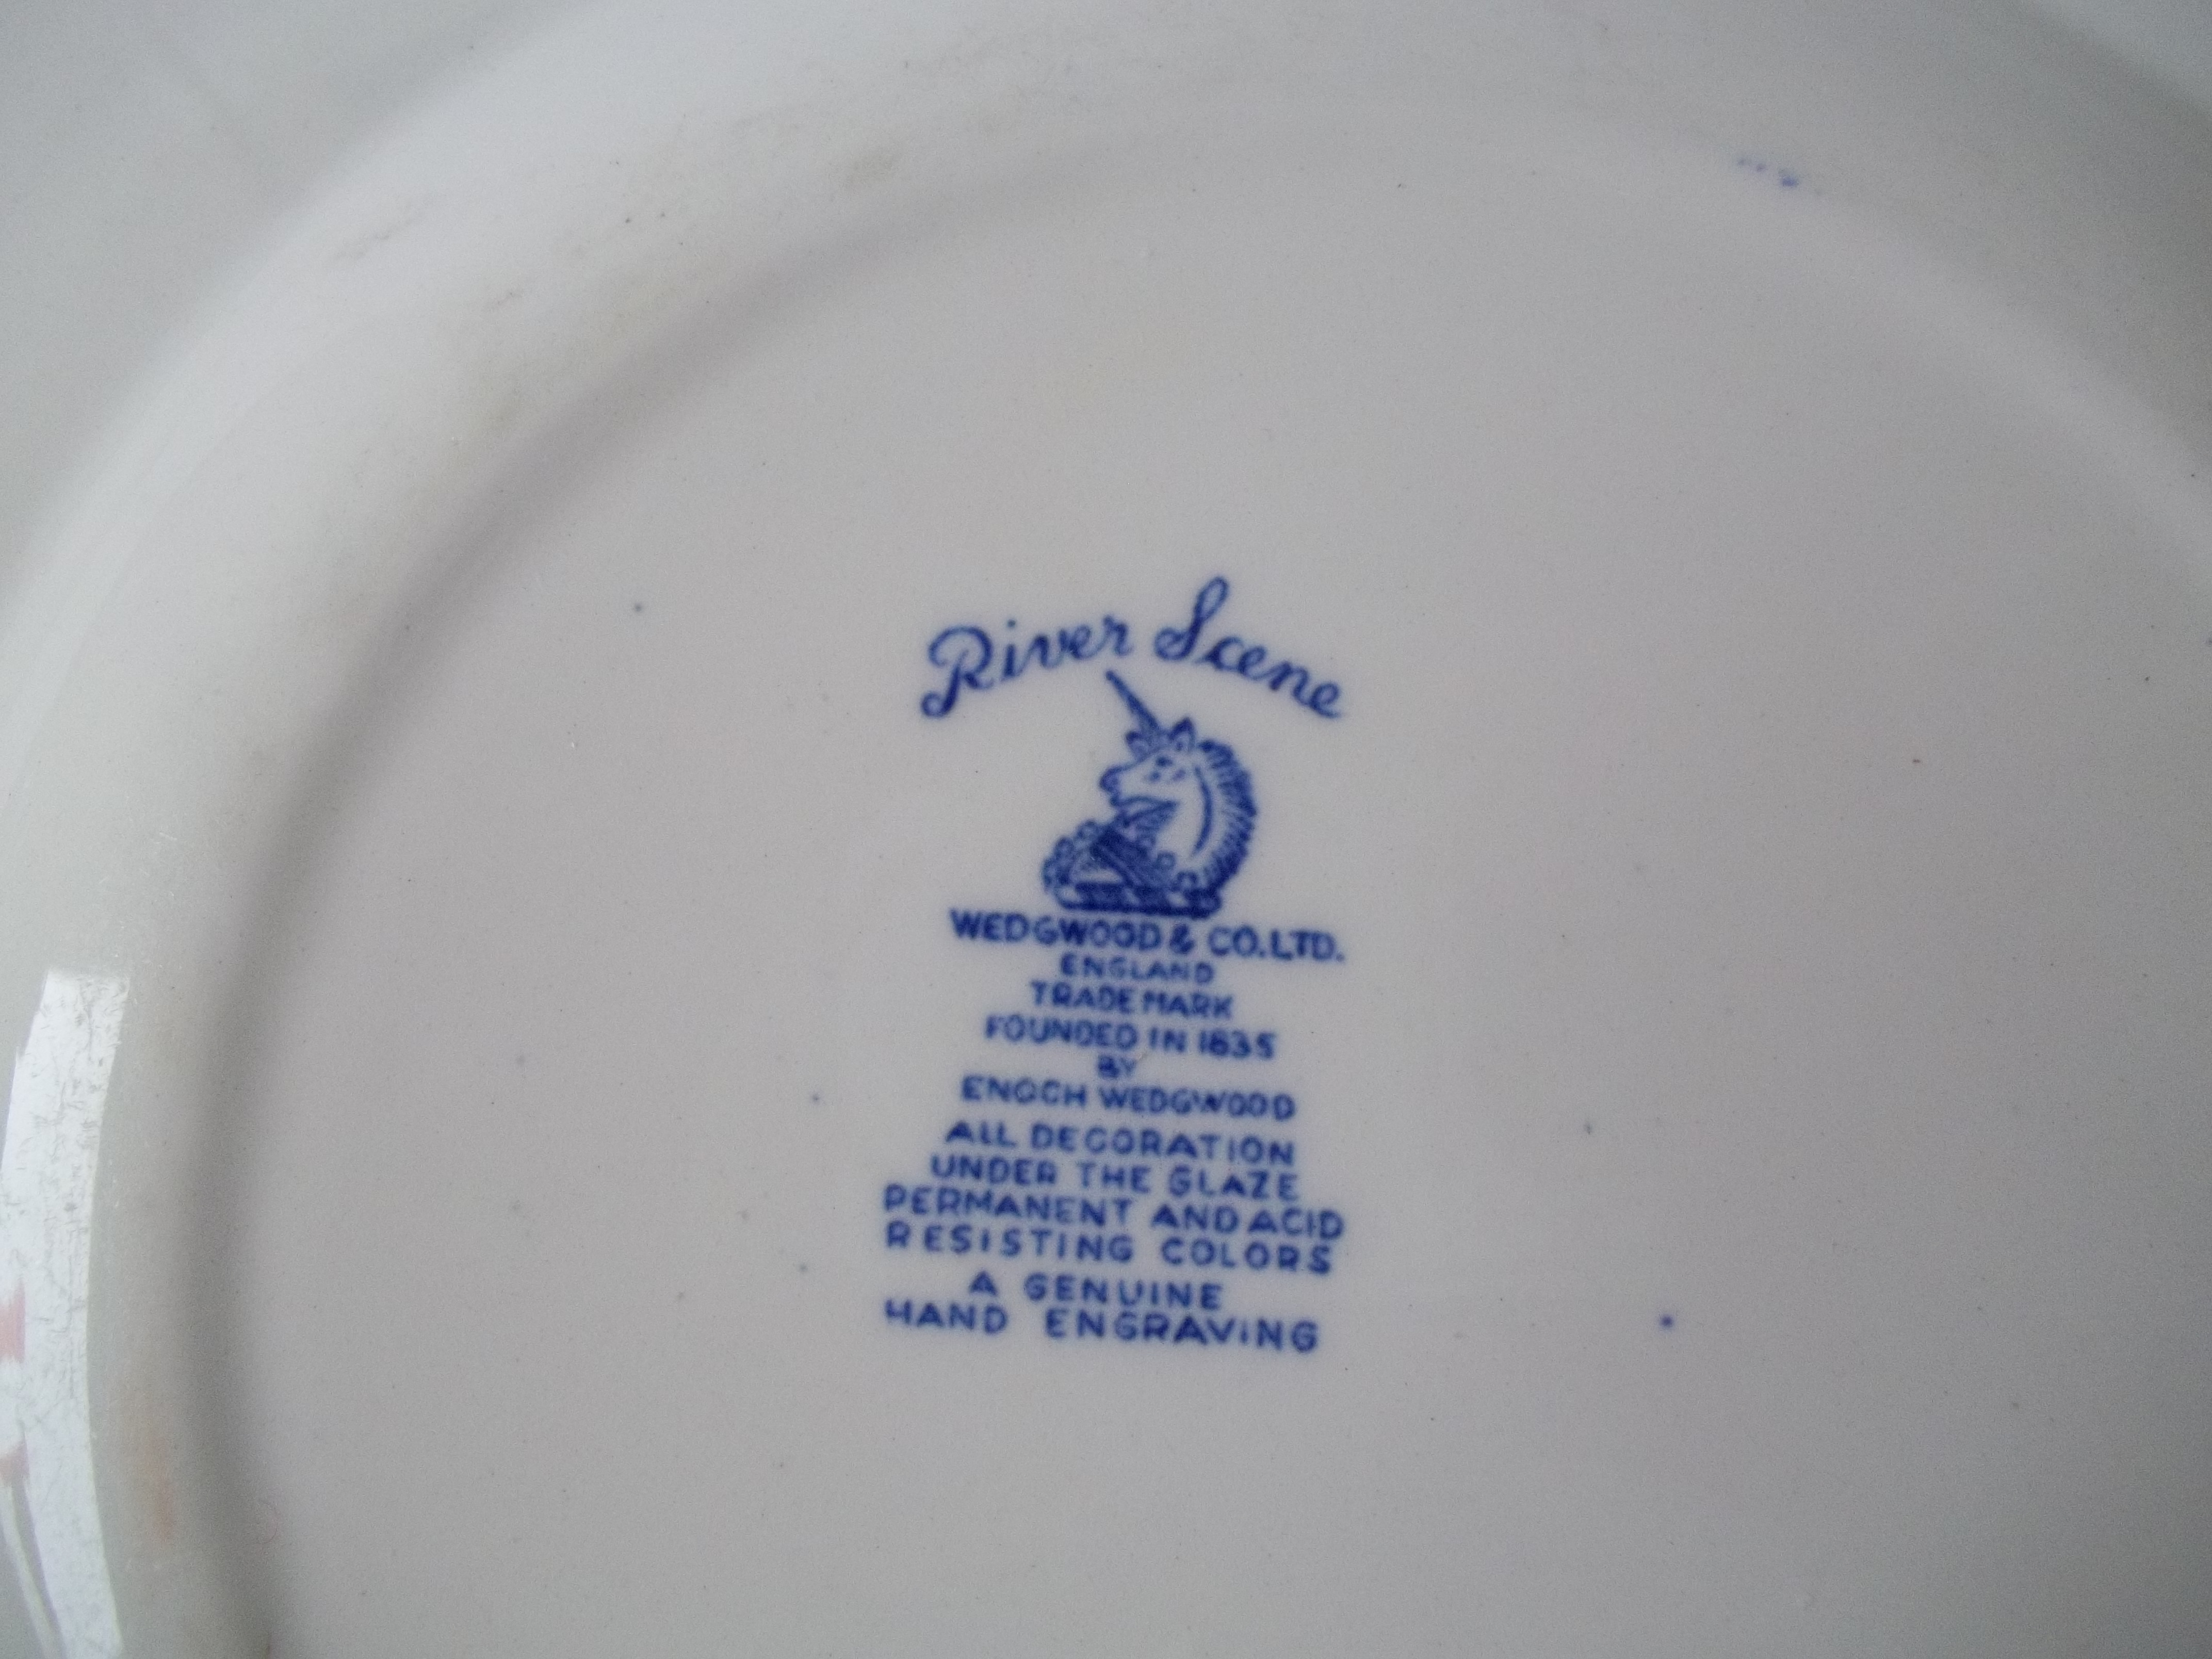 River Scene
WEDGWOOD & CO. LTD.
ENGLAND
TRADE MARK
FOUNDED IN 1835
BY
ENOCH WEDGWOOD
ALL DECORATION
UNDER THE GLAZE
PERMANENT AND ACID
RESISTING COLORS
A GENUINE
HAND ENGRAVING